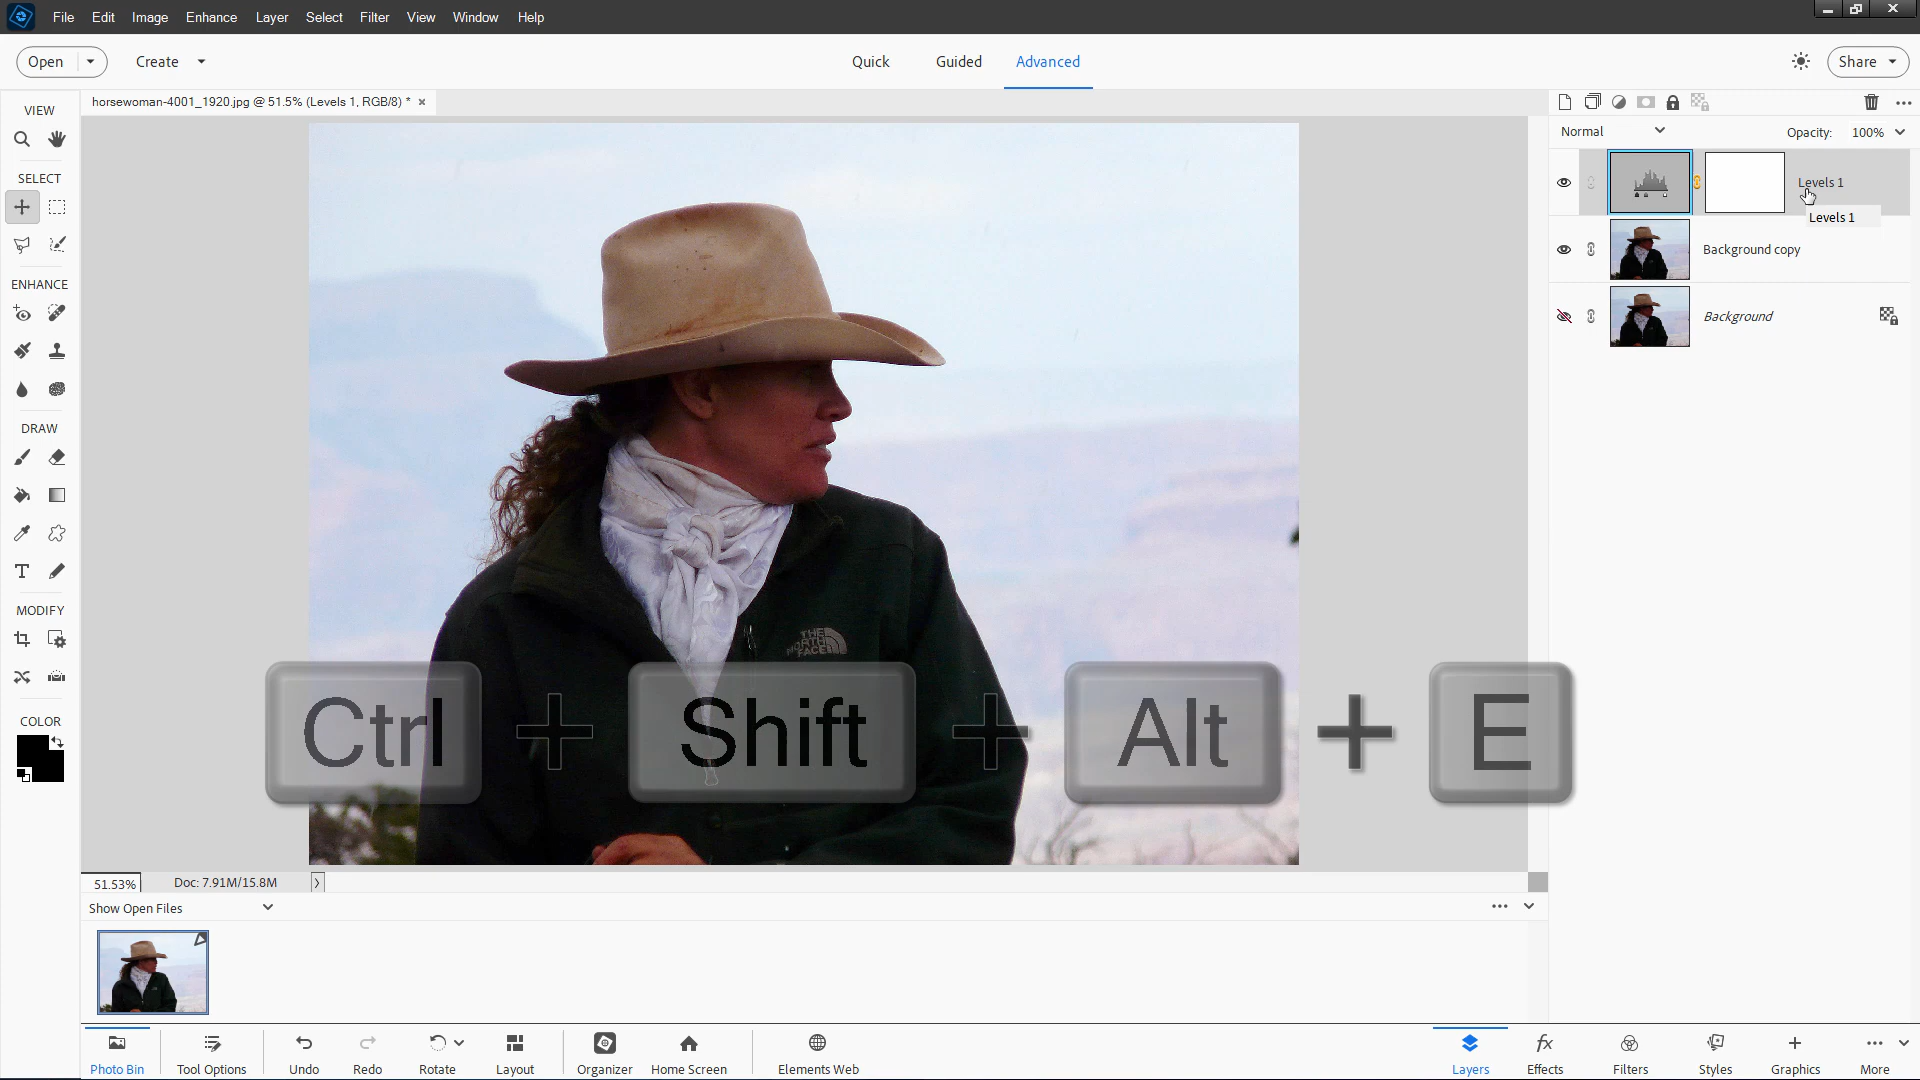 File Edit Image Enhance Layer Select Filter View Window Help
Open Create Quick Guided Advanced Share
horsewoman-4001_1920.jpg @ 51.5% (Levels 1, RGB/8) * ×
VIEW
SELECT
ENHANCE
DRAW
MODIFY
COLOR
Normal Opacity: 100%
Levels 1
Levels 1
Background copy
Background
THE
NORTH
FACE
Ctrl + Shift + Alt + E
51.53% Doc: 7.91M/15.8M
Show Open Files
Photo Bin Tool Options Undo Redo Rotate Layout Organizer Home Screen Elements Web Layers Effects Filters Styles Graphics More